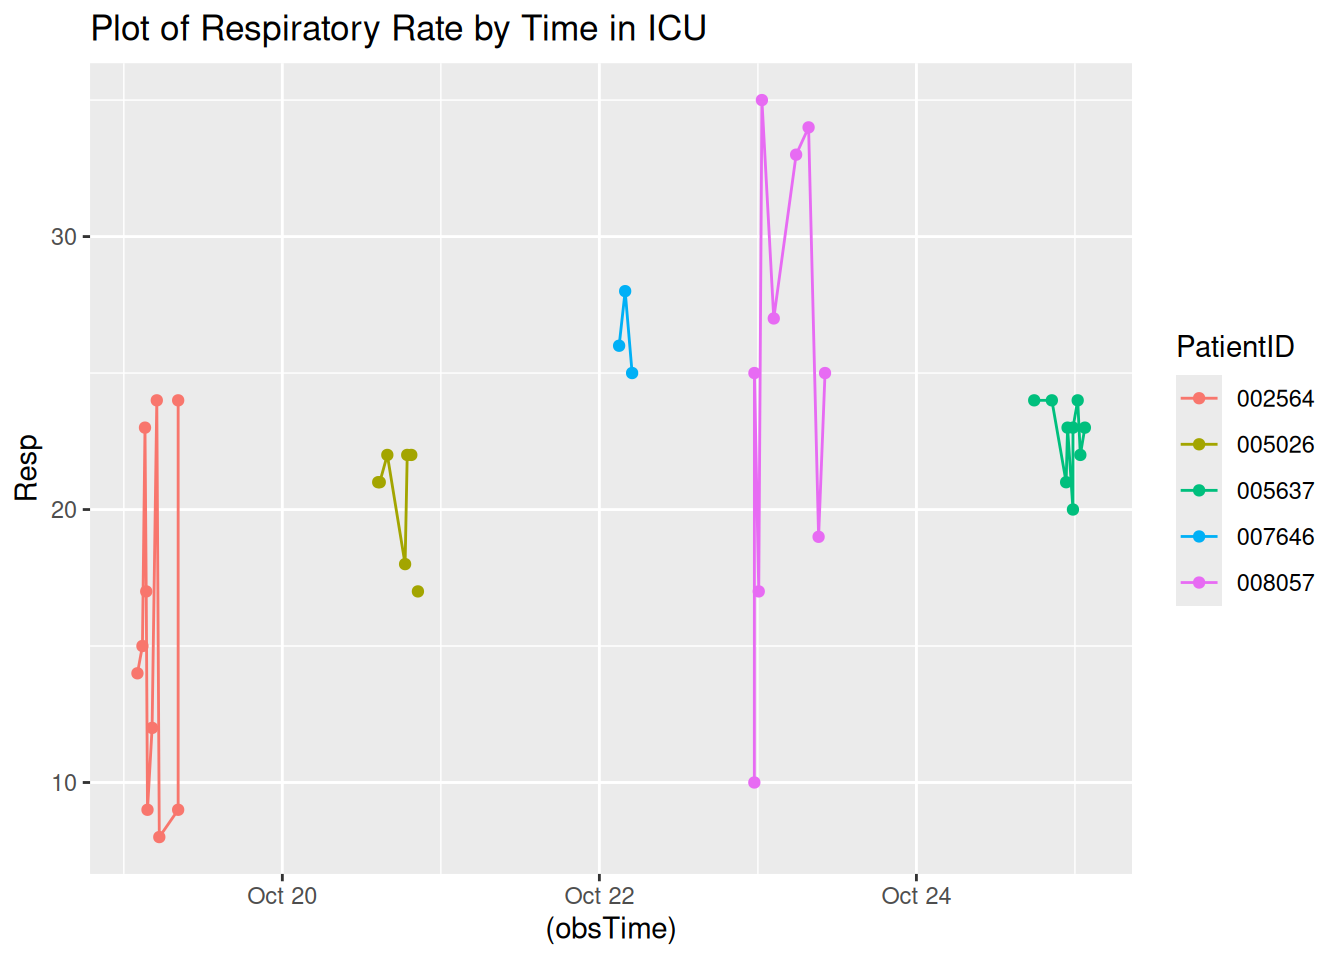 Plot of Respiratory Rate by Time in ICU
Resp
30
20
10
Oct 20
Oct 22
Oct 24
(obsTime)
PatientID
002564
005026
005637
007646
008057